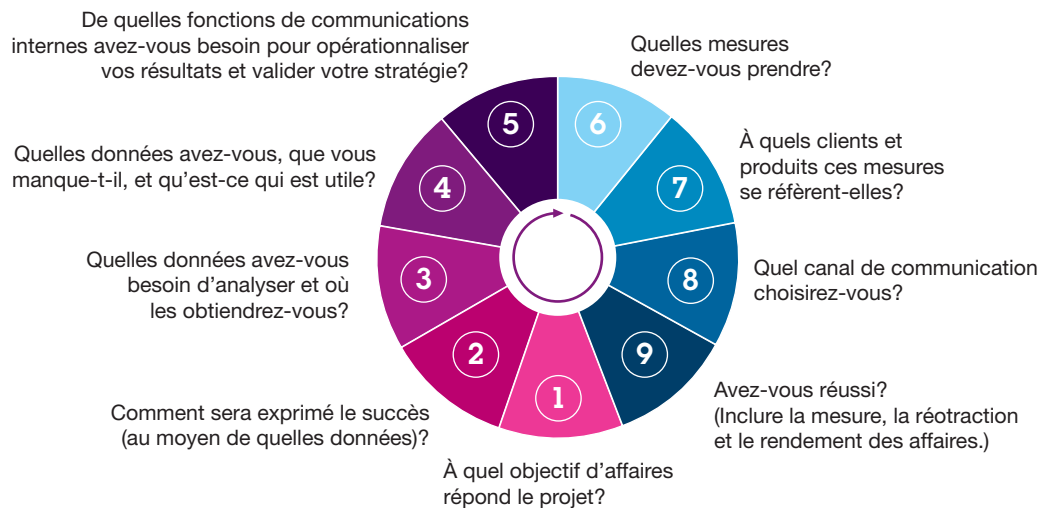 De quelles fonctions de communications
internes avez-vous besoin pour opérationnaliser
vos résultats et valider votre stratégie?
Quelles mesures
devez-vous prendre?
5
6
Quelles données avez-vous, que vous
manque-t-il, et qu’est-ce qui est utile?
4
7
À quels clients et
produits ces mesures
se réfèrent-elles?
Quelles données avez-vous
besoin d’analyser et où
les obtiendrez-vous?
3
8
Quel canal de communication
choisirez-vous?
2
9
Comment sera exprimé le succès
(au moyen de quelles données)?
1
Avez-vous réussi?
(Inclure la mesure, la réotraction
et le rendement des affaires.)
À quel objectif d’affaires
répond le projet?